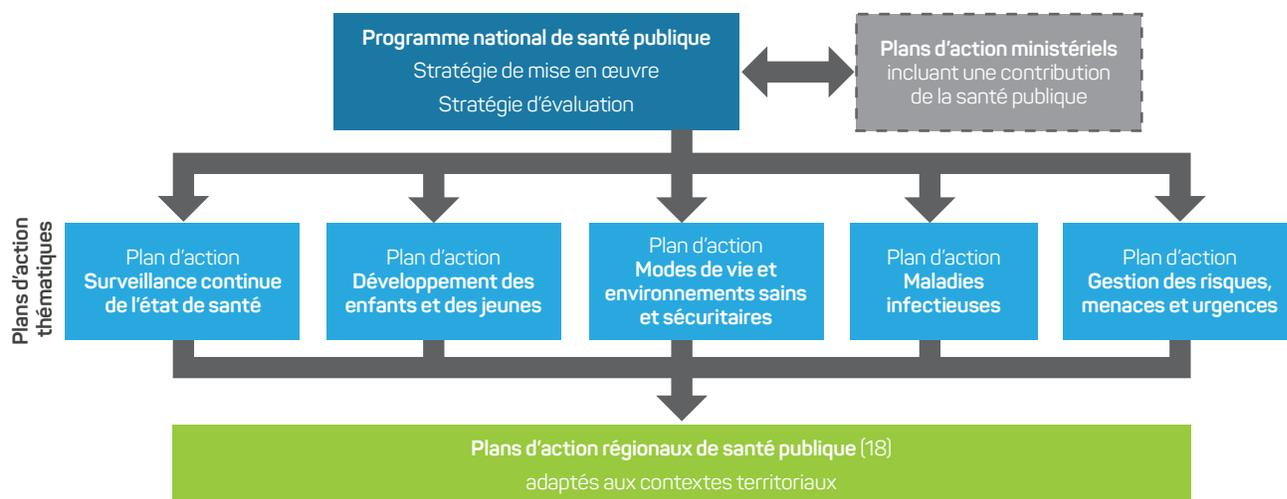 Programme national de santé publique
Stratégie de mise en œuvre
Stratégie d'évaluation
Plans d'action ministériels
incluant une contribution
de la santé publique
Plans d'action
thématiques
Plan d'action
Surveillance continue
de l'état de santé
Plan d'action
Développement des
enfants et des jeunes
Plan d'action
Modes de vie et
environnements sains
et sécuritaires
Plan d'action
Maladies
infectieuses
Plan d'action
Gestion des risques,
menaces et urgences
Plans d'action régionaux de santé publique (18)
adaptés aux contextes territoriaux